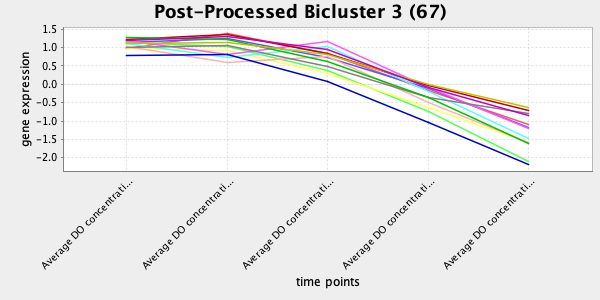 Post-Processed Bicluster 3 (67)
gene expression
1.5
1.0
0.5
0.0
−0.5
−1.0
−1.5
−2.0
Average DO concentrati...
Average DO concentrati...
Average DO concentrati...
Average DO concentrati...
Average DO concentrati...
time points